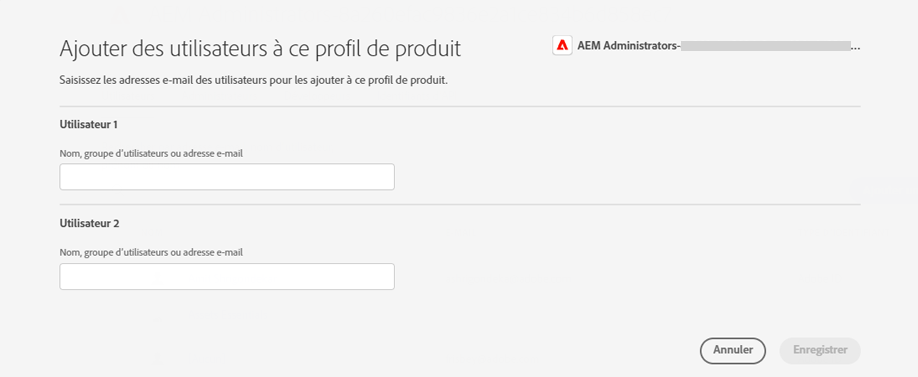 Ajouter des utilisateurs à ce profil de produit
AEM Administrators-...
Saisissez les adresses e-mail des utilisateurs pour les ajouter à ce profil de produit.
Utilisateur 1
Nom, groupe d'utilisateurs ou adresse e-mail
Utilisateur 2
Nom, groupe d'utilisateurs ou adresse e-mail
Annuler
Enregistrer